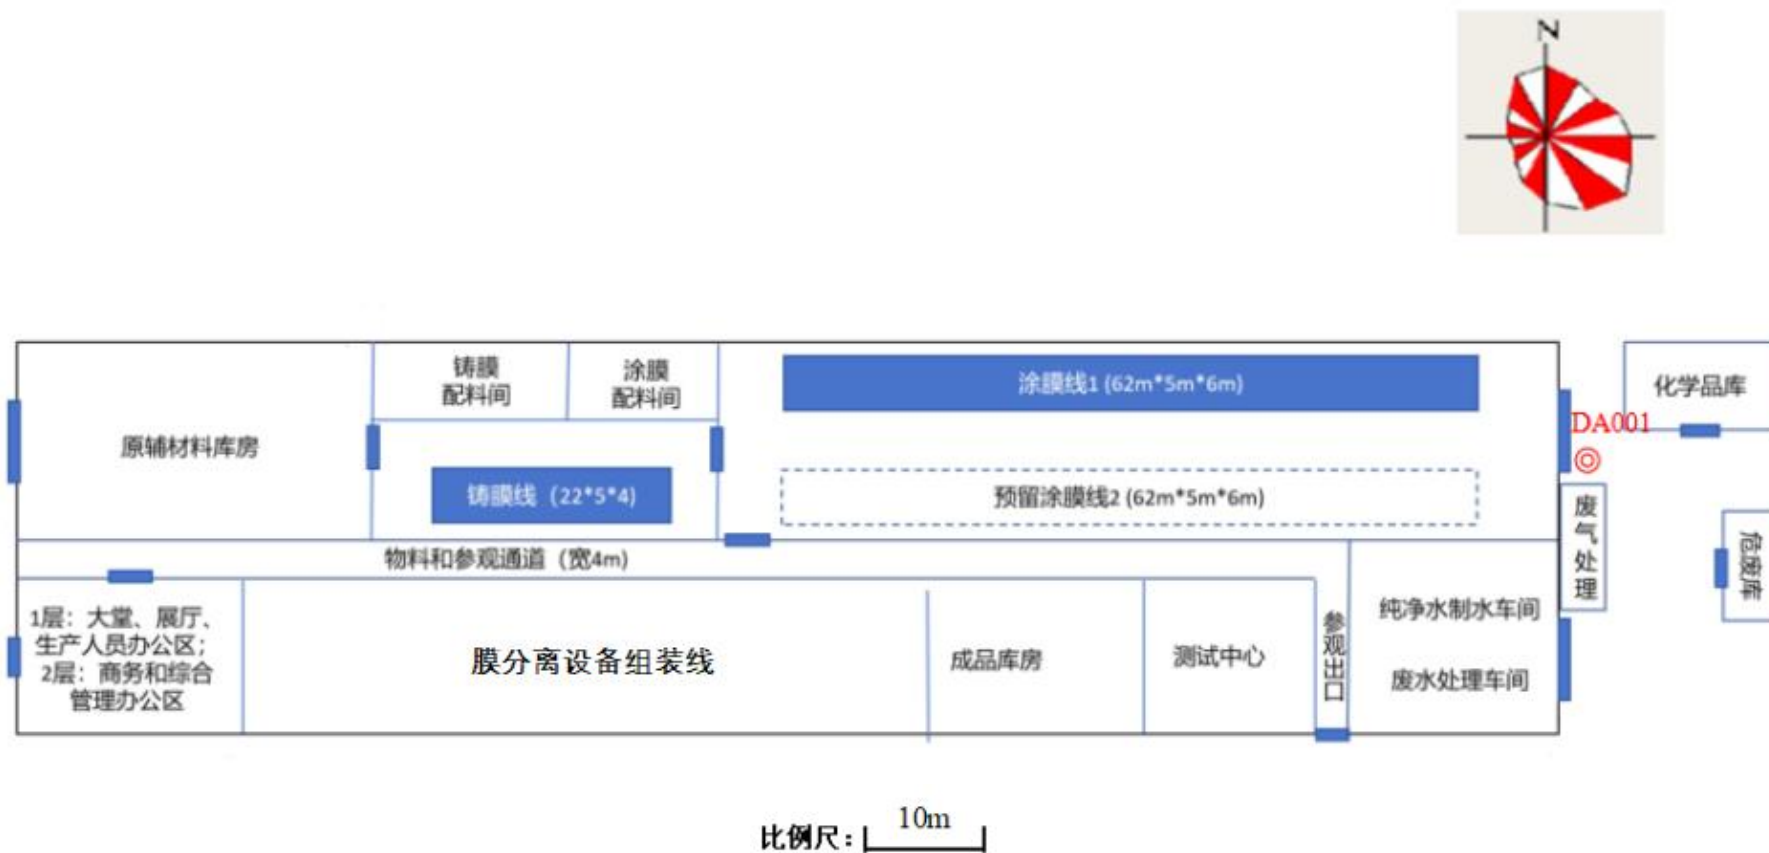 N
铸膜
配料间
涂膜
配料间
涂膜线1 (62m*5m*6m)
化学品库
DA001
原辅材料库房
铸膜线（22*5*4)
预留涂膜线2 (62m*5m*6m)
废气处理
危废库
物料和参观通道（宽4m)
1层：大堂、展厅、
生产人员办公区；
2层：商务和综合
管理办公区
膜分离设备组装线
成品库房
测试中心
参观出口
纯净水制水车间
废水处理车间
10m
比例尺：